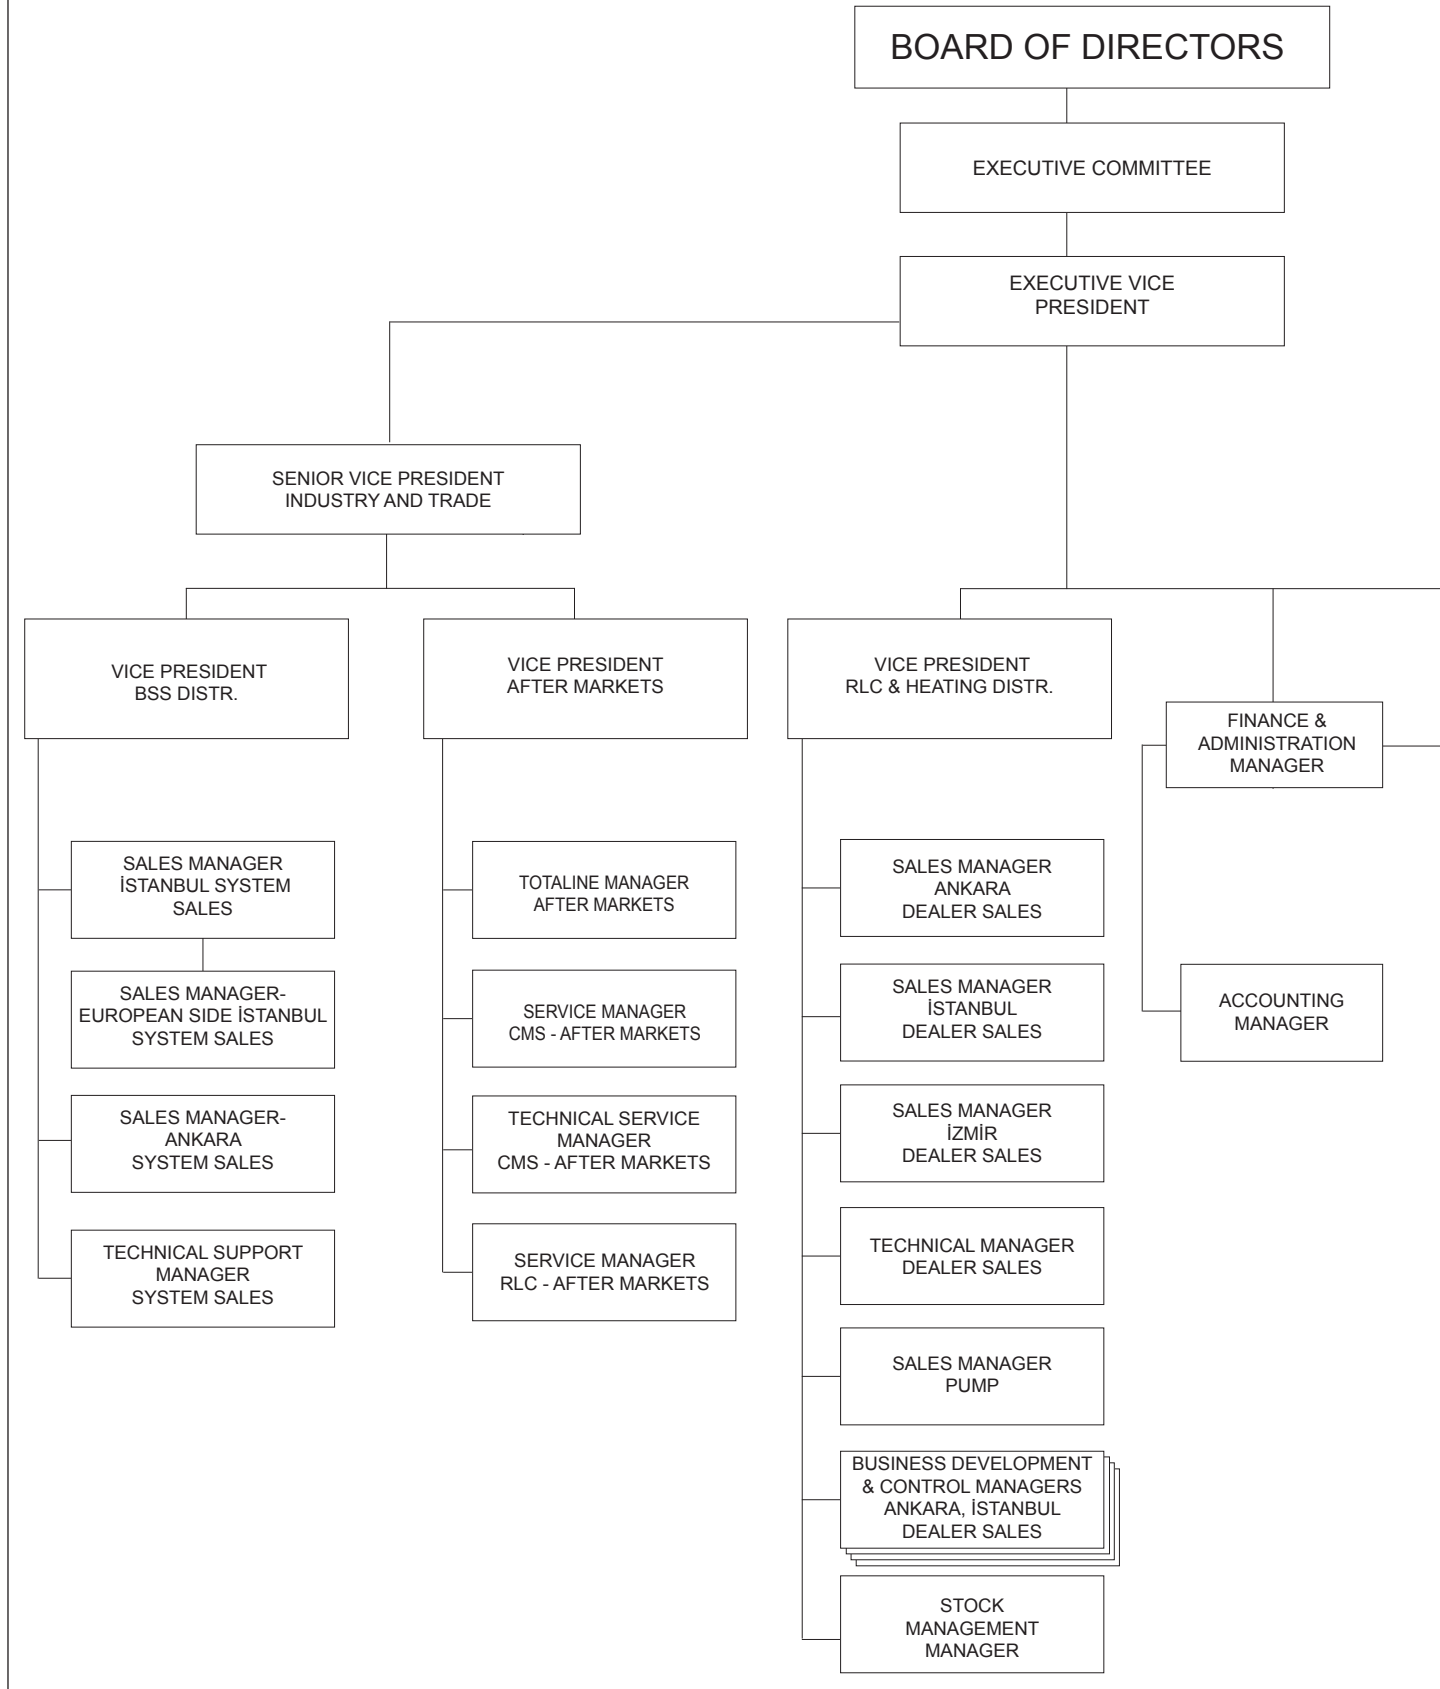 BOARD OF DIRECTORS
EXECUTIVE COMMITTEE
EXECUTIVE VICE
PRESIDENT
SENIOR VICE PRESIDENT
INDUSTRY AND TRADE
VICE PRESIDENT
BSS DISTR.
VICE PRESIDENT
AFTER MARKETS
VICE PRESIDENT
RLC & HEATING DISTR.
FINANCE &
ADMINISTRATION
MANAGER
SALES MANAGER
İSTANBUL SYSTEM
SALES
SALES MANAGER-
EUROPEAN SIDE İSTANBUL
SYSTEM SALES
SALES MANAGER-
ANKARA
SYSTEM SALES
TECHNICAL SUPPORT
MANAGER
SYSTEM SALES
TOTALINE MANAGER
AFTER MARKETS
SERVICE MANAGER
CMS - AFTER MARKETS
TECHNICAL SERVICE
MANAGER
CMS - AFTER MARKETS
SERVICE MANAGER
RLC - AFTER MARKETS
SALES MANAGER
ANKARA
DEALER SALES
SALES MANAGER
İSTANBUL
DEALER SALES
SALES MANAGER
İZMİR
DEALER SALES
TECHNICAL MANAGER
DEALER SALES
SALES MANAGER
PUMP
BUSINESS DEVELOPMENT
& CONTROL MANAGERS
ANKARA, İSTANBUL
DEALER SALES
STOCK
MANAGEMENT
MANAGER
ACCOUNTING
MANAGER